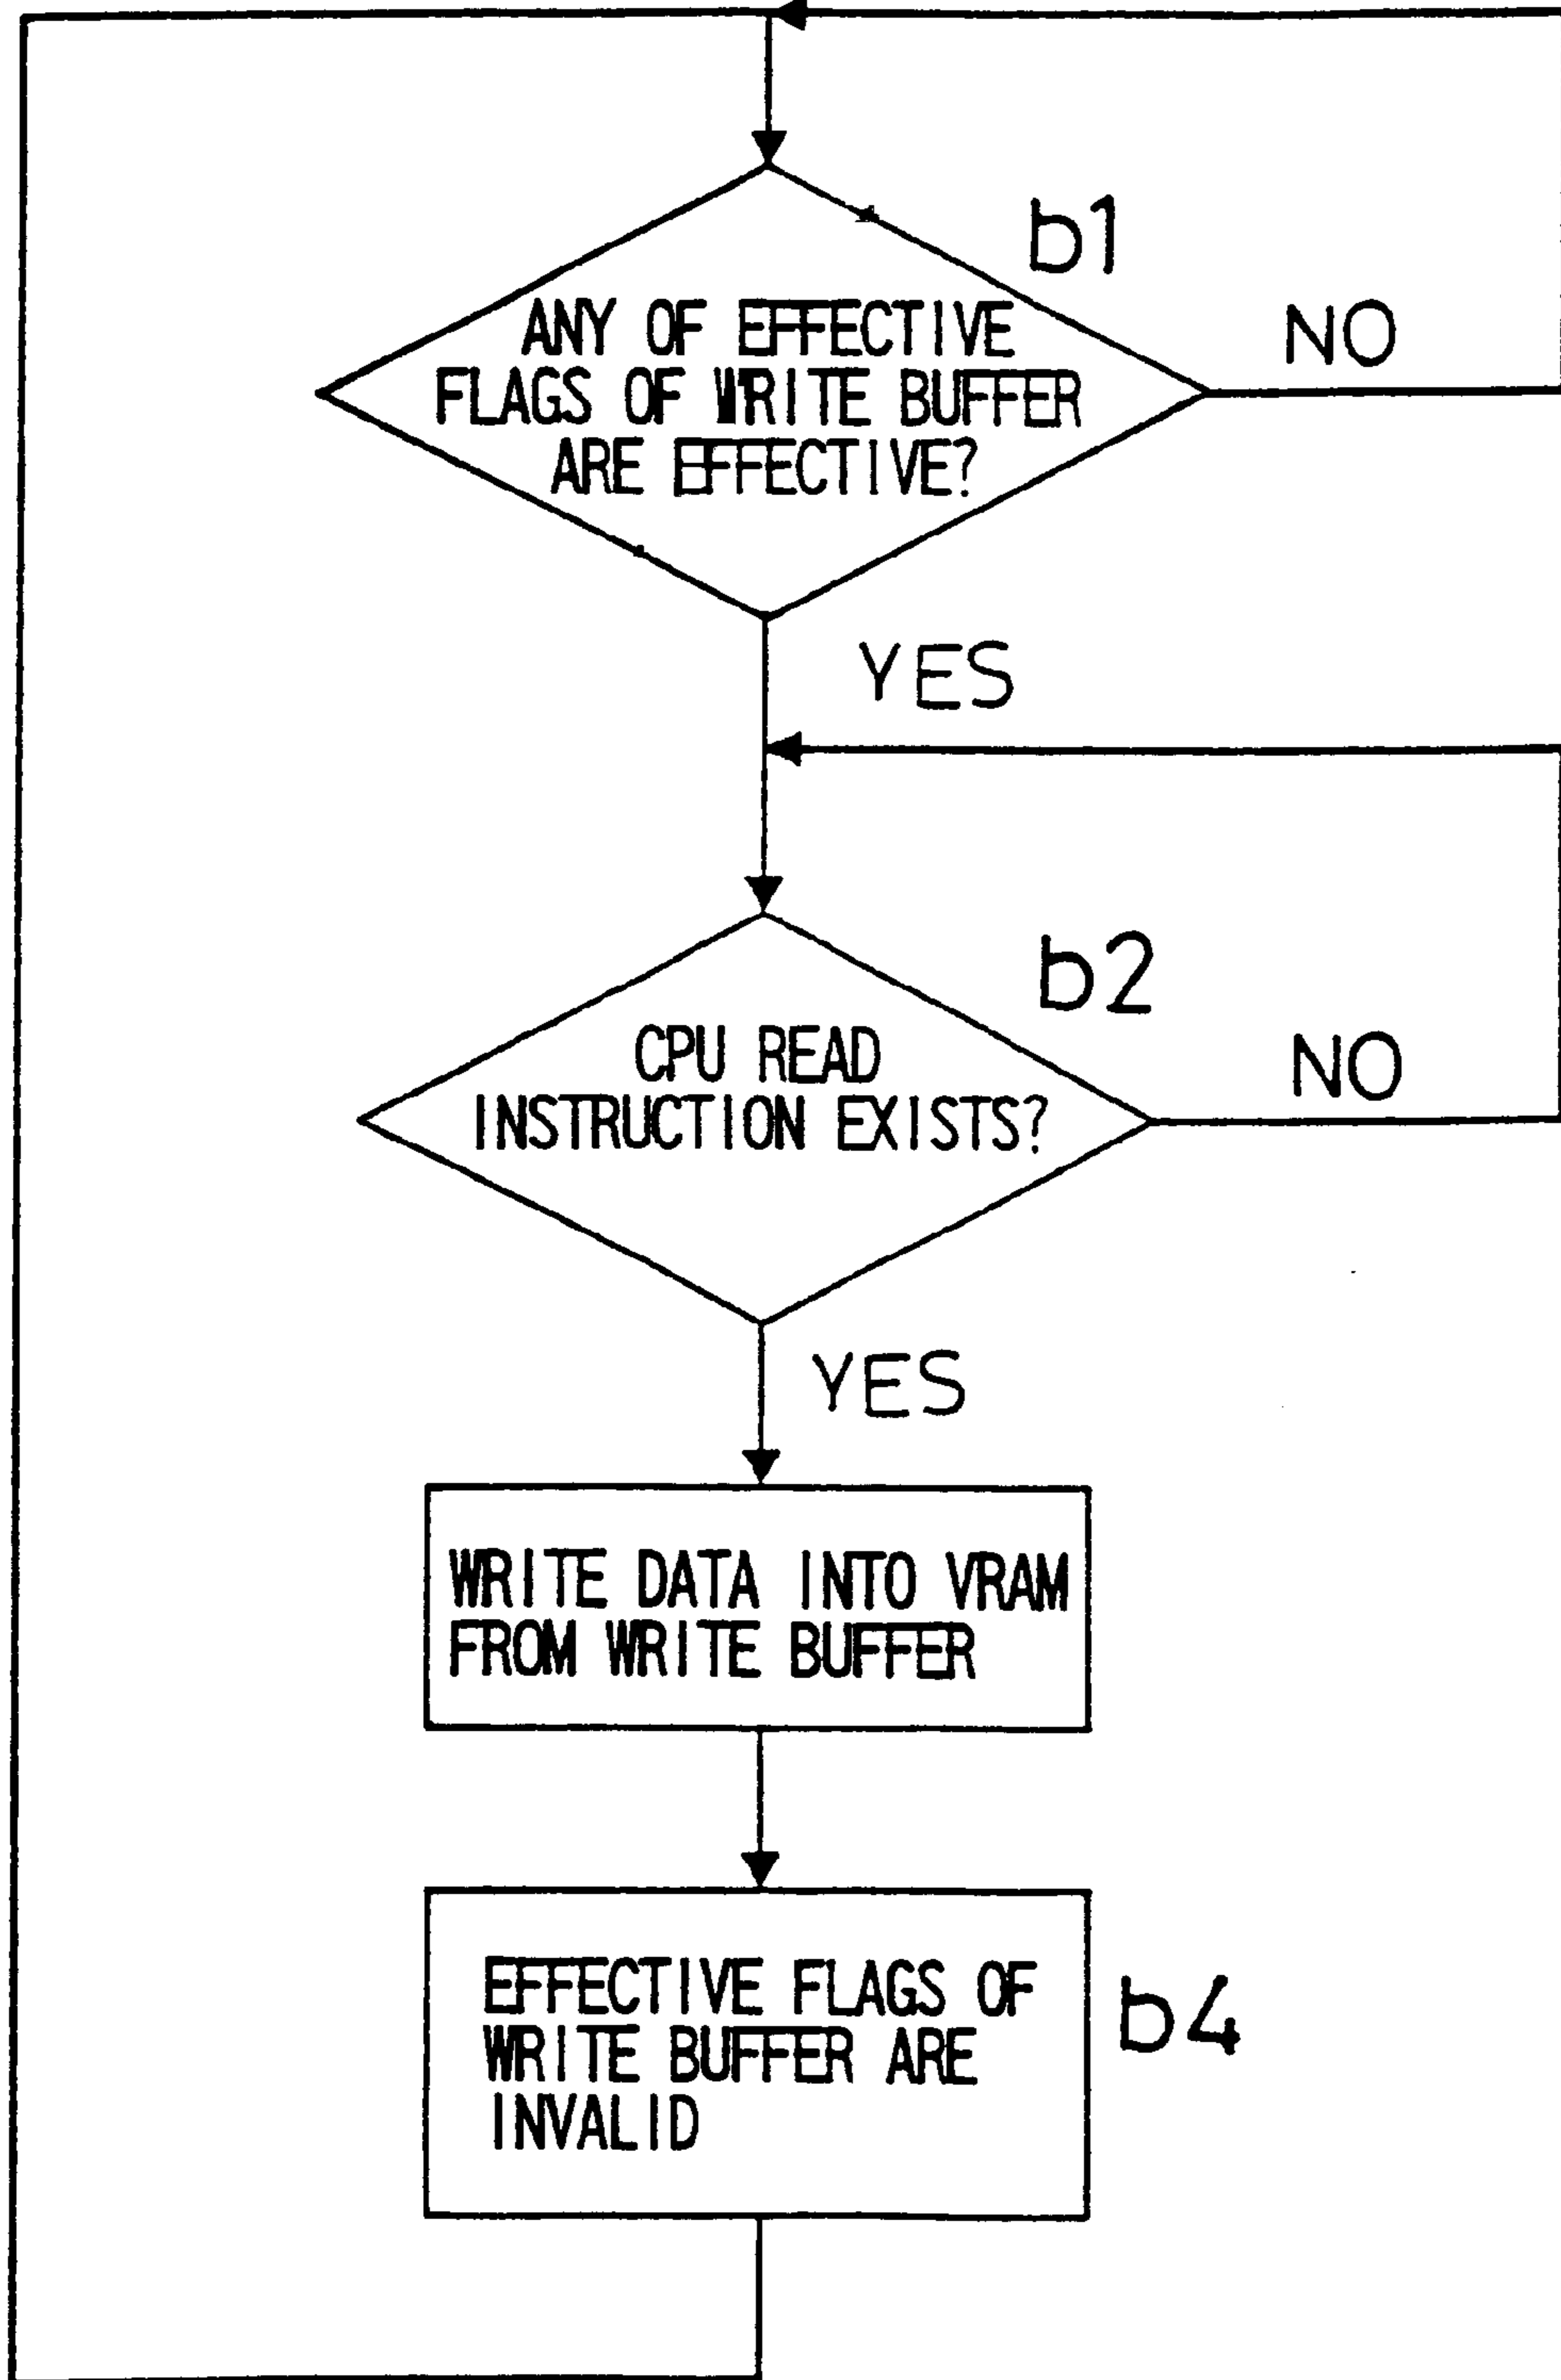 b1
ANY OF EFFECTIVE
FLAGS OF WRITE BUFFER
ARE EFFECTIVE?
NO
YES
b2
CPU READ
INSTRUCTION EXISTS?
NO
YES
WRITE DATA INTO VRAM
FROM WRITE BUFFER
EFFECTIVE FLAGS OF
WRITE BUFFER ARE
INVALID
b4